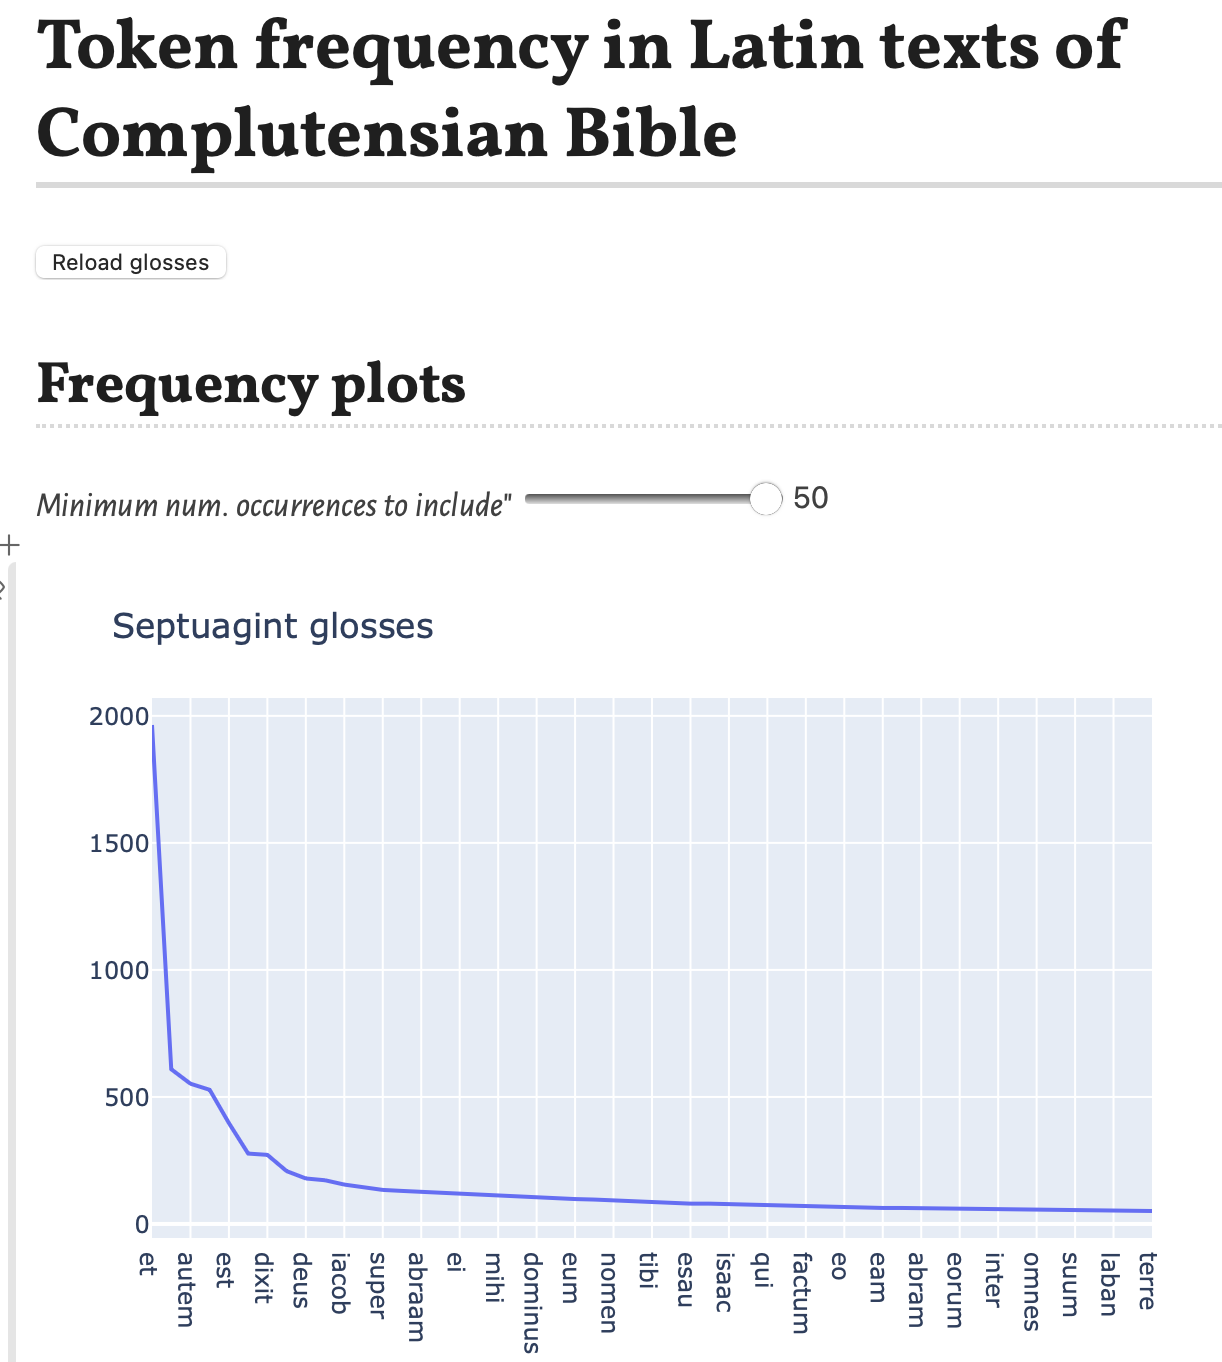 Token frequency in Latin texts of
Complutensian Bible
Reload glosses
Frequency plots
Minimum num. occurrences to include" 50
Septuagint glosses
2000
1500
1000
500
0
et autem est dixit deus iacob super abraam ei mihi dominus eum nomen tibi esau isaac qui factum eo eam abram eorum inter omnes suum laban terre